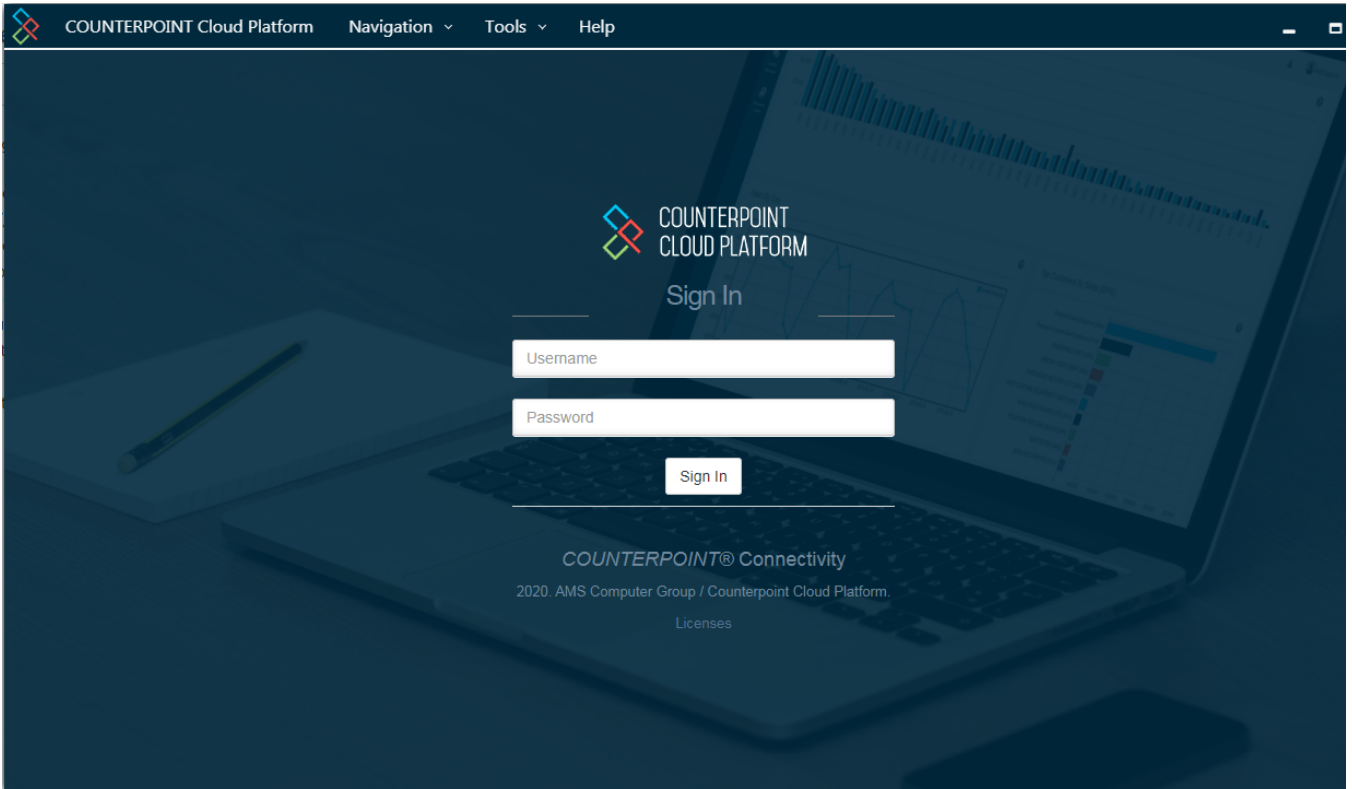 COUNTERPOINT Cloud Platform Navigation Tools Help
COUNTERPOINT
CLOUD PLATFORM
Sign In
Username
Password
Sign In
COUNTERPOINT® Connectivity
2020. AMS Computer Group / Counterpoint Cloud Platform.
Licenses